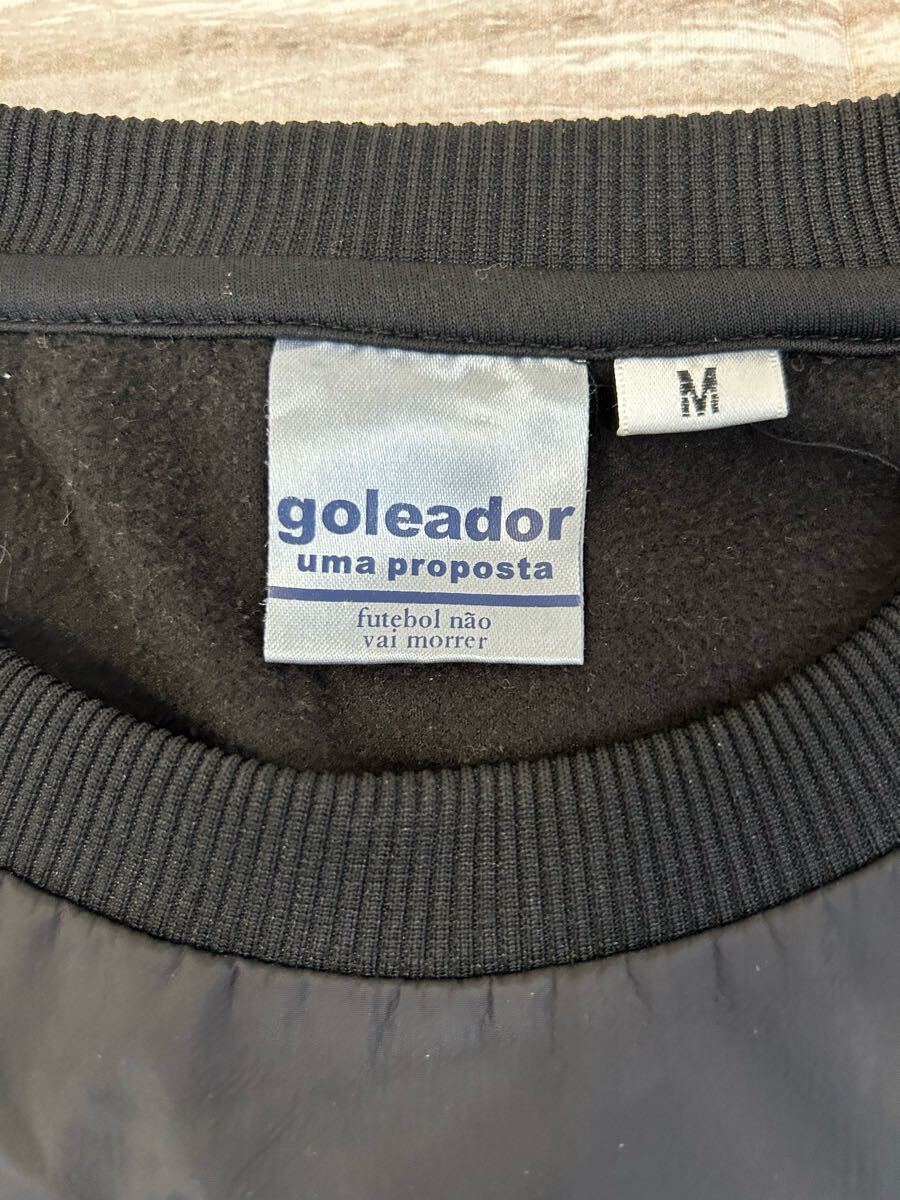 goleador
uma proposta
futebol não
vai morrer
M